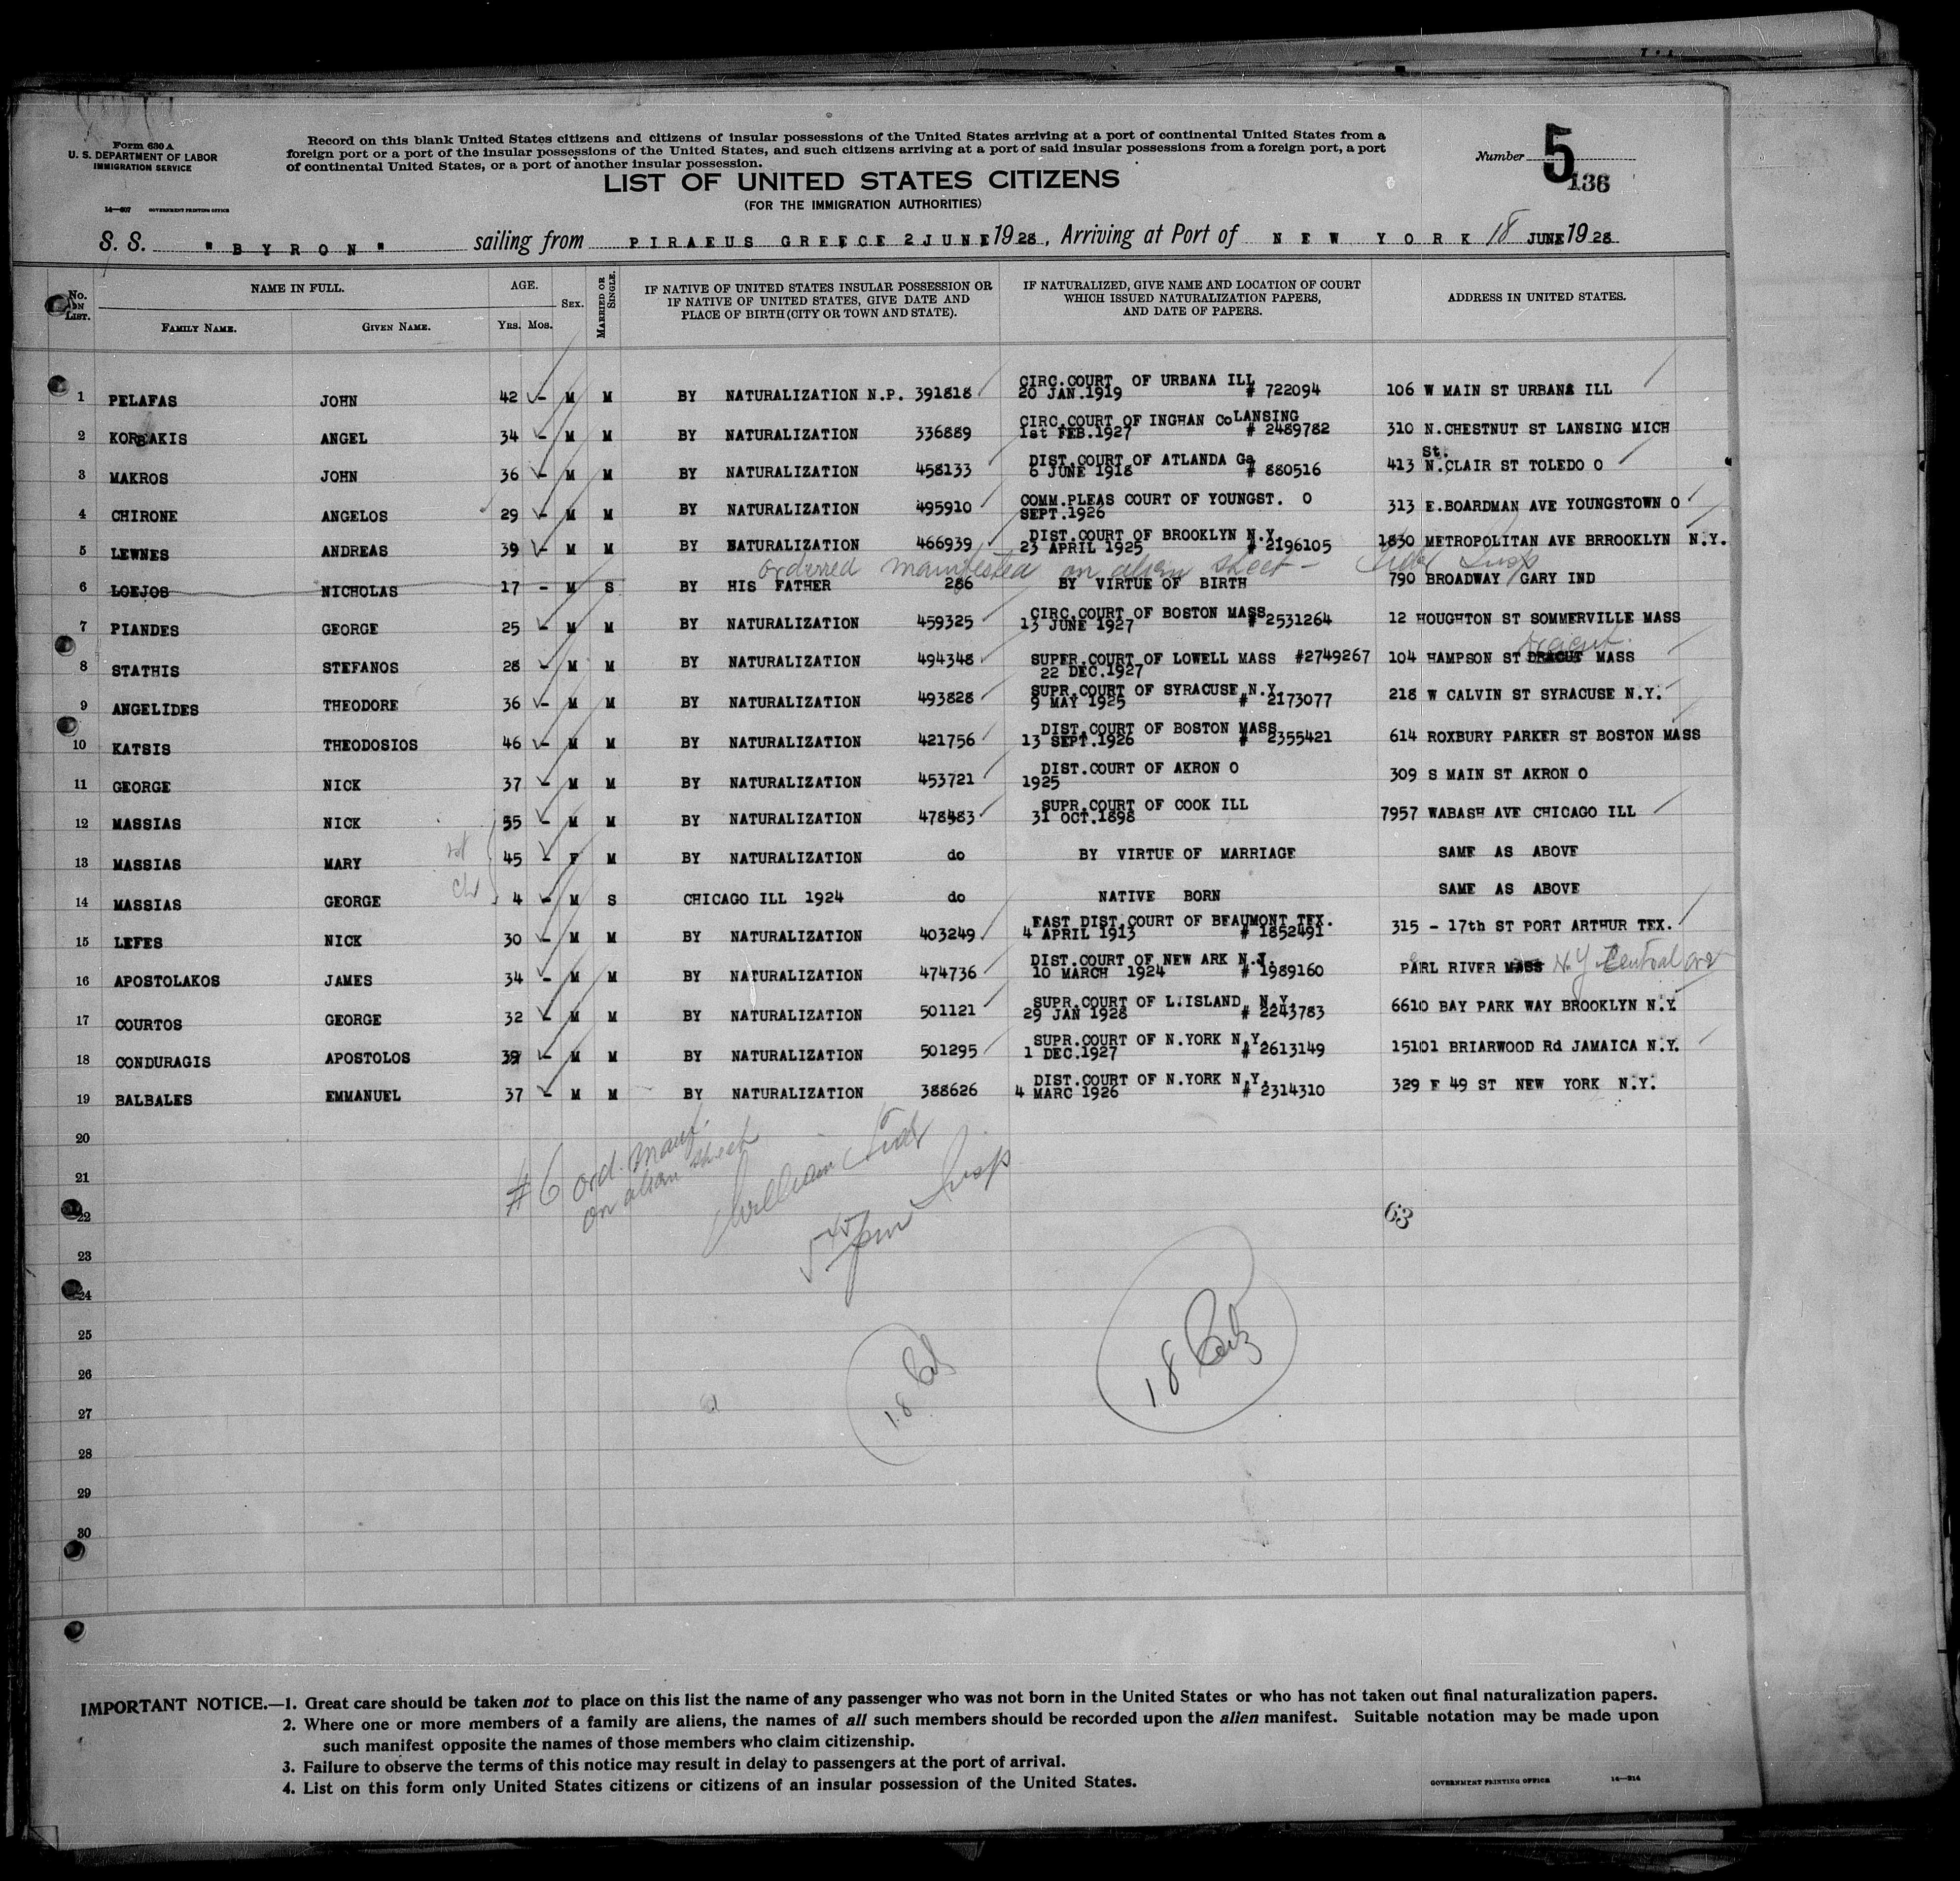 Form 630 A
U. S. DEPARTMENT OF LABOR
IMMIGRATION SERVICE
14—807 GOVERNMENT PRINTING OFFICE
Record on this blank United States citizens and citizens of insular possessions of the United States arriving at a port of continental United States from a
foreign port or a port of the insular possessions of the United States, and such citizens arriving at a port of said insular possessions from a foreign port, a port
of continental United States, or a port of another insular possession.
Number 5
136
LIST OF UNITED STATES CITIZENS
(FOR THE IMMIGRATION AUTHORITIES)
S. S. "BYRON" sailing from PIRAEUS GREECE 2 JUNE 1928, Arriving at Port of NEW YORK 18 JUNE 1928
No. on List. NAME IN FULL. Family Name. Given Name. AGE. Yrs. Mos. Sex. Married or Single. IF NATIVE OF UNITED STATES INSULAR POSSESSION OR IF NATIVE OF UNITED STATES, GIVE DATE AND PLACE OF BIRTH (CITY OR TOWN AND STATE). IF NATURALIZED, GIVE NAME AND LOCATION OF COURT WHICH ISSUED NATURALIZATION PAPERS, AND DATE OF PAPERS. ADDRESS IN UNITED STATES.
1 PELAFAS JOHN 42 - M M BY NATURALIZATION N.P. 391818 CIRC.COURT OF URBANA ILL 20 JAN.1919 # 722094 106 W MAIN ST URBANA ILL
2 KORSAKIS ANGEL 34 - M M BY NATURALIZATION 336889 CIRC.COURT OF INGHAN Co LANSING 1st FEB.1927 # 2489782 310 N.CHESTNUT ST LANSING MICH
3 MAKROS JOHN 36 - M M BY NATURALIZATION 458133 DIST.COURT OF ATLANDA Ga 6 JUNE 1918 # 880516 413 St. N.CLAIR ST TOLEDO O
4 CHIRONE ANGELOS 29 - M M BY NATURALIZATION 495910 COMM.PLEAS COURT OF YOUNGST. O SEPT.1926 313 E.BOARDMAN AVE YOUNGSTOWN O
5 LEWNES ANDREAS 39 - M M BY NATURALIZATION 466939 DIST.COURT OF BROOKLYN N.Y. 23 APRIL 1925 # 2196105 1830 METROPOLITAN AVE BRROOKLYN N.Y.
Ordered manifested on alien sheet - Insp
6 LOEJOS NICHOLAS 17 - M S BY HIS FATHER 286 BY VIRTUE OF BIRTH 790 BROADWAY GARY IND
7 PIANDES GEORGE 25 - M M BY NATURALIZATION 459325 CIRC.COURT OF BOSTON MASS 13 JUNE 1927 # 2531264 12 HOUGHTON ST SOMMERVILLE MASS
8 STATHIS STEFANOS 28 - M M BY NATURALIZATION 494348 SUPER.COURT OF LOWELL MASS #2749267 22 DEC.1927 104 HAMPSON ST DRACUT MASS Dracut.
9 ANGELIDES THEODORE 36 - M M BY NATURALIZATION 493828 SUPR.COURT OF SYRACUSE N.Y. 9 MAY 1925 # 2173077 218 W CALVIN ST SYRACUSE N.Y.
10 KATSIS THEODOSIOS 46 - M M BY NATURALIZATION 421756 DIST.COURT OF BOSTON MASS 13 SEPT.1926 # 2355421 614 ROXBURY PARKER ST BOSTON MASS
11 GEORGE NICK 37 - M M BY NATURALIZATION 453721 DIST.COURT OF AKRON O 1925 309 S MAIN ST AKRON O
12 MASSIAS NICK 55 - M M BY NATURALIZATION 478483 SUPR.COURT OF COOK ILL 31 OCT.1898 7957 WABASH AVE CHICAGO ILL
13 MASSIAS MARY 45 - F M BY NATURALIZATION do BY VIRTUE OF MARRIAGE SAME AS ABOVE
14 MASSIAS GEORGE 4 - M S CHICAGO ILL 1924 do NATIVE BORN SAME AS ABOVE
15 LEFES NICK 30 - M M BY NATURALIZATION 403249 EAST DIST.COURT OF BEAUMONT TEX. 4 APRIL 1913 # 1852491 315 - 17th ST PORT ARTHUR TEX.
16 APOSTOLAKOS JAMES 34 - M M BY NATURALIZATION 474736 DIST.COURT OF NEW ARK N.J. 10 MARCH 1924 # 1989160 PARL RIVER MASS N.Y. Central ave
17 COURTOS GEORGE 32 - M M BY NATURALIZATION 501121 SUPR.COURT OF L.ISLAND N.Y. 29 JAN 1928 # 2243783 6610 BAY PARK WAY BROOKLYN N.Y.
18 CONDURAGIS APOSTOLOS 39 - M M BY NATURALIZATION 501295 SUPR.COURT OF N.YORK N.Y. 1 DEC.1927 # 2613149 15101 BRIARWOOD Rd JAMAICA N.Y.
19 BALBALES EMMANUEL 37 - M M BY NATURALIZATION 388626 DIST.COURT OF N.YORK N.Y. 4 MARC 1926 # 2314310 329 E 49 ST NEW YORK N.Y.
20
21
22
23
24
25
26
27
28
29
30
#6 ord. manf.
on alien sheet
William
Insp
5 45 pm
63
18
18
IMPORTANT NOTICE.—1. Great care should be taken not to place on this list the name of any passenger who was not born in the United States or who has not taken out final naturalization papers.
2. Where one or more members of a family are aliens, the names of all such members should be recorded upon the alien manifest. Suitable notation may be made upon
such manifest opposite the names of those members who claim citizenship.
3. Failure to observe the terms of this notice may result in delay to passengers at the port of arrival.
4. List on this form only United States citizens or citizens of an insular possession of the United States.
GOVERNMENT PRINTING OFFICE 14—814